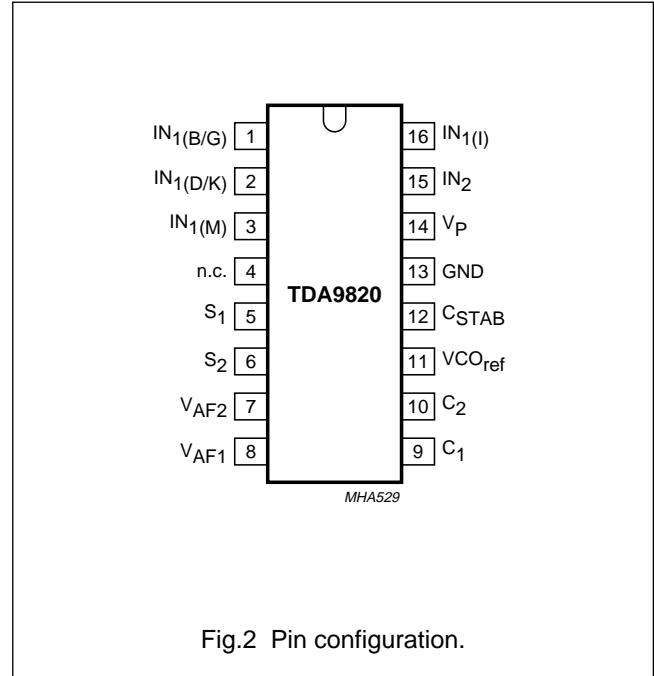 IN1(B/G) 1 16 IN1(I)
IN1(D/K) 2 15 IN2
IN1(M) 3 14 VP
n.c. 4 13 GND
TDA9820
S1 5 12 CSTAB
S2 6 11 VCOref
VAF2 7 10 C2
VAF1 8 9 C1
MHA529
Fig.2 Pin configuration.